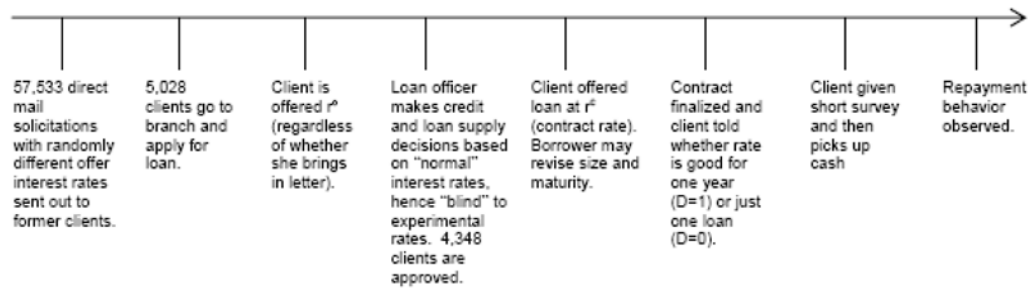 57,533 direct
mail
solicitations
with randomly
different offer
interest rates
sent out to
former clients.
5,028
clients go to
branch and
apply for
loan.
Client is
offered rº
(regardless
of whether
she brings
in letter).
Loan officer
makes credit
and loan supply
decisions based
on “normal”
interest rates,
hence “blind” to
experimental
rates. 4,348
clients are
approved.
Client offered
loan at rᶜ
(contract rate).
Borrower may
revise size and
maturity.
Contract
finalized and
client told
whether rate
is good for
one year
(D=1) or just
one loan
(D=0).
Client given
short survey
and then
picks up
cash
Repayment
behavior
observed.